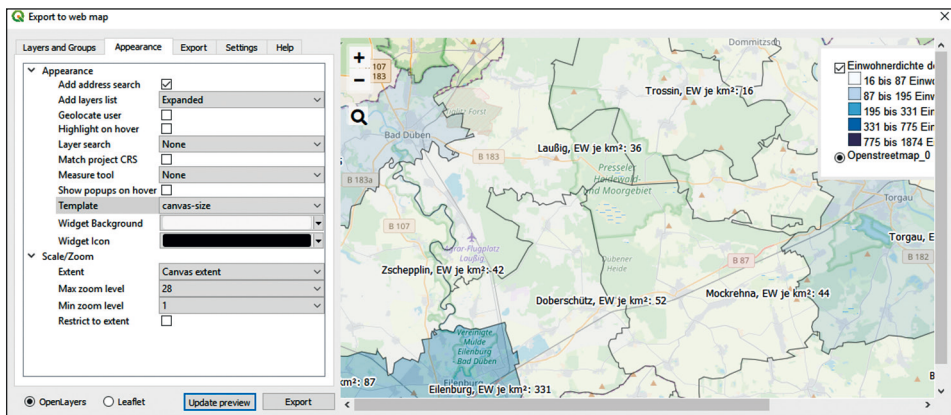 Export to web map
Layers and Groups
Appearance
Export
Settings
Help
Appearance
Add address search
Add layers list
Expanded
Geolocate user
Highlight on hover
Layer search
None
Match project CRS
Measure tool
None
Show popups on hover
Template
canvas-size
Widget Background
Widget Icon
Scale/Zoom
Extent
Canvas extent
Max zoom level
28
Min zoom level
1
Restrict to extent
OpenLayers
Leaflet
Update preview
Export
+
−
107
183
Dommitzsch
Trossin, EW je km²: 16
Bad Düben
B 183
Laußig, EW je km²: 36
Presseler
Heidewald-
und Moorgebiet
B 183a
B 107
Laußig
Zschepplin, EW je km²: 42
Dübener
Heide
B 87
Torgau
Torgau, E
B 182
Mockrehna, EW je km²: 44
Doberschütz, EW je km²: 52
Vereinigte
Mulde
Eilenburg
Bad Düben
km²: 87
Eilenburg
Eilenburg, EW je km²: 331
B
Einwohnerdichte de
16 bis 87 Einwo
87 bis 195 Ein
195 bis 331 Ein
331 bis 775 Ein
775 bis 1874 Ei
Openstreetmap_0